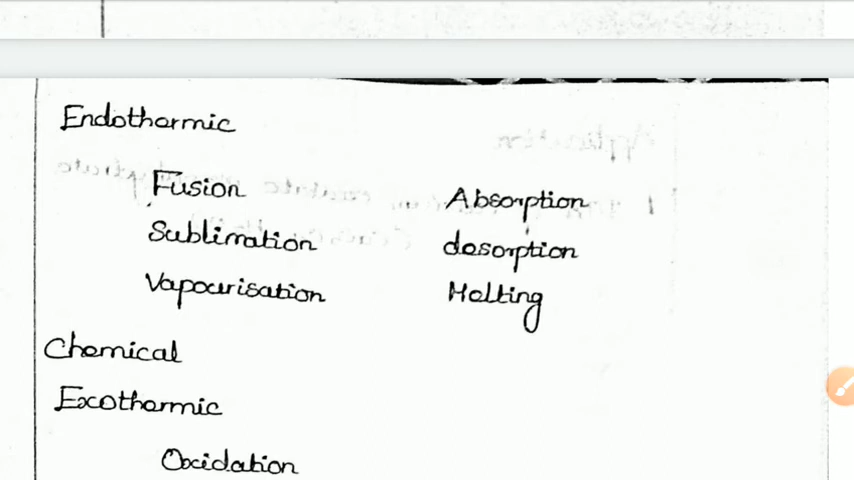 Endothermic
Fusion Absorption
Sublimation desorption
Vapourisation Melting
Chemical
Exothermic
Oxidation